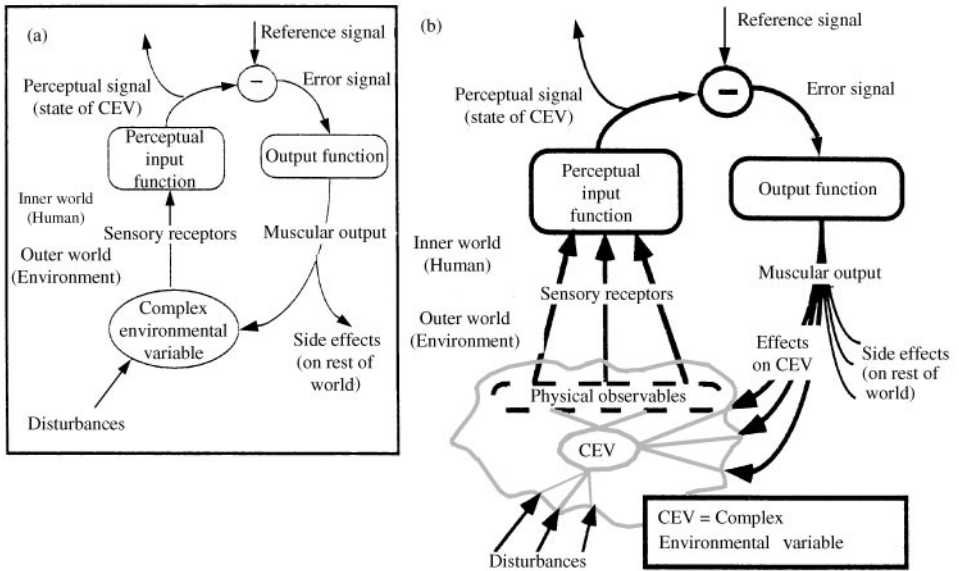 (a)
Reference signal
Error signal
Perceptual signal
(state of CEV)
Perceptual
input
function
Output function
Inner world
(Human)
Sensory receptors
Muscular output
Outer world
(Environment)
Complex
environmental
variable
Side effects
(on rest of
world)
Disturbances
(b)
Reference signal
Error signal
Perceptual signal
(state of CEV)
Perceptual
input
function
Output function
Inner world
(Human)
Muscular output
Sensory receptors
Outer world
(Environment)
Effects
on CEV
Side effects
(on rest of
world)
Physical observables
CEV
Disturbances
CEV = Complex
Environmental variable